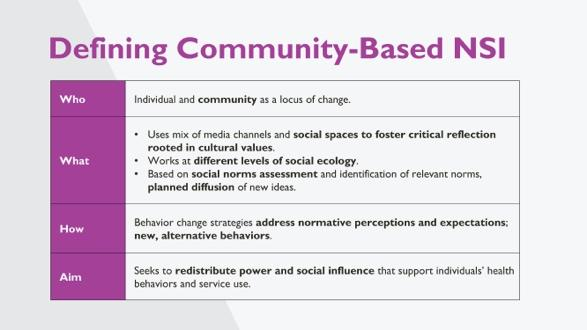 Defining Community-Based NSI
Who
Individual and community as a locus of change.
What
• Uses mix of media channels and social spaces to foster critical reflection
rooted in cultural values.
• Works at different levels of social ecology.
• Based on social norms assessment and identification of relevant norms,
planned diffusion of new ideas.
How
Behavior change strategies address normative perceptions and expectations;
new, alternative behaviors.
Aim
Seeks to redistribute power and social influence that support individuals’ health
behaviors and service use.